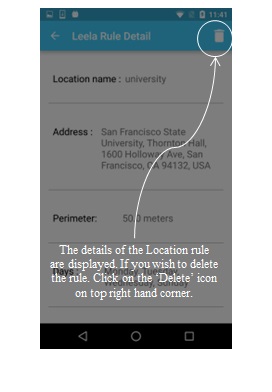 11:41
Leela Rule Detail
Location name : university
Address : San Francisco State
University, Thornton Hall,
1600 Holloway Ave, San
Francisco, CA 94132, USA
Perimeter: 50.0 meters
The details of the Location rule
are displayed. If you wish to delete
the rule. Click on the ‘Delete’ icon
on top right hand corner.
Days :
Wednesday, Sunday